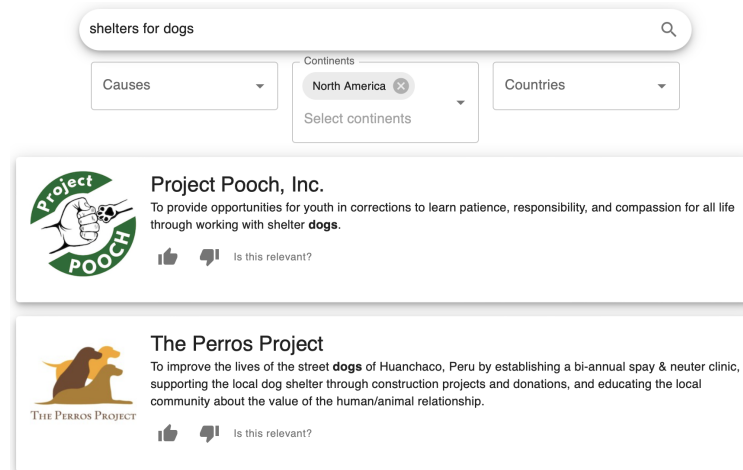 shelters for dogs
Continents
Causes
North America
Countries
Select continents
Project
POOCH
Project Pooch, Inc.
To provide opportunities for youth in corrections to learn patience, responsibility, and compassion for all life
through working with shelter dogs.
Is this relevant?
The Perros Project
To improve the lives of the street dogs of Huanchaco, Peru by establishing a bi-annual spay & neuter clinic,
supporting the local dog shelter through construction projects and donations, and educating the local
community about the value of the human/animal relationship.
THE PERROS PROJECT
Is this relevant?